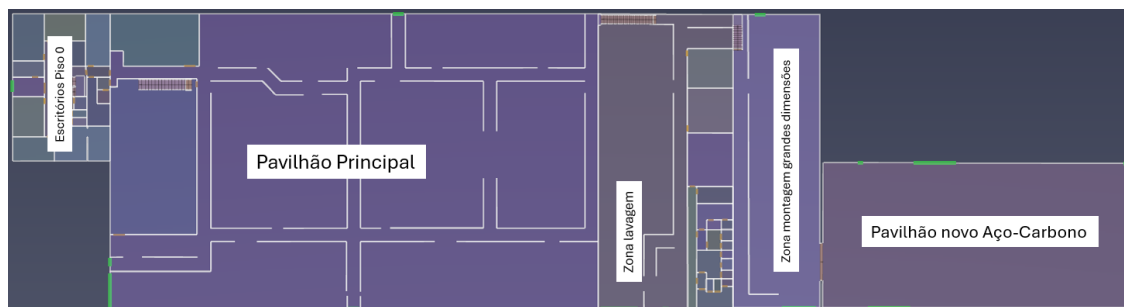 Escritórios Piso 0
Pavilhão Principal
Zona lavagem
Zona montagem grandes dimensões
Pavilhão novo Aço-Carbono